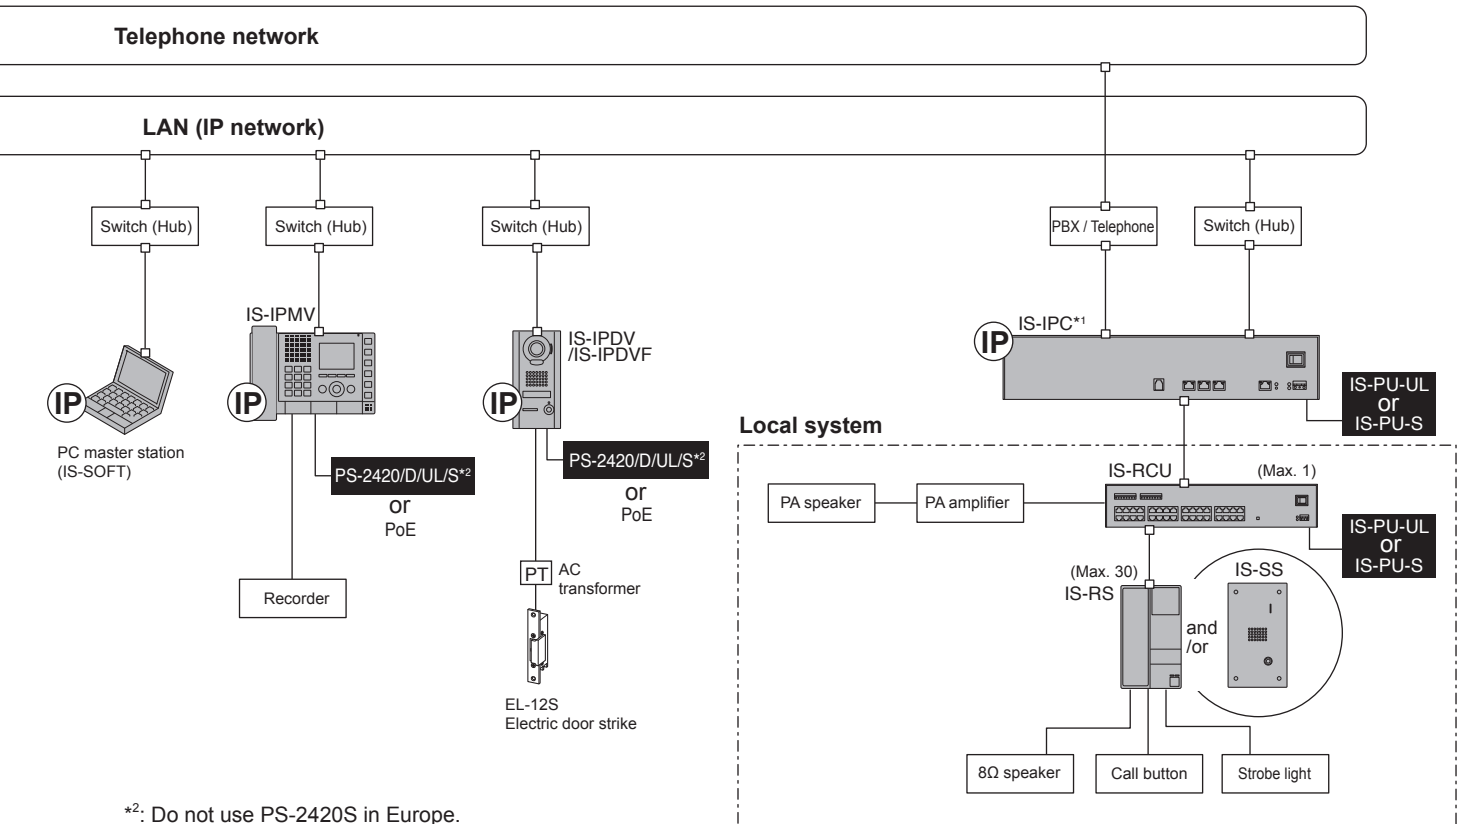 Telephone network
LAN (IP network)
Switch (Hub)
Switch (Hub)
Switch (Hub)
PBX / Telephone
Switch (Hub)
IS-IPMV
IS-IPDV
/IS-IPDVF
IS-IPC*1
IP
IP
IP
IP
PC master station
(IS-SOFT)
PS-2420/D/UL/S*2
or
PoE
PS-2420/D/UL/S*2
or
PoE
IS-PU-UL
or
IS-PU-S
Local system
IS-RCU
(Max. 1)
PA speaker
PA amplifier
IS-PU-UL
or
IS-PU-S
Recorder
PT
AC
transformer
EL-12S
Electric door strike
(Max. 30)
IS-RS
and
/or
IS-SS
8Ω speaker
Call button
Strobe light
*2: Do not use PS-2420S in Europe.